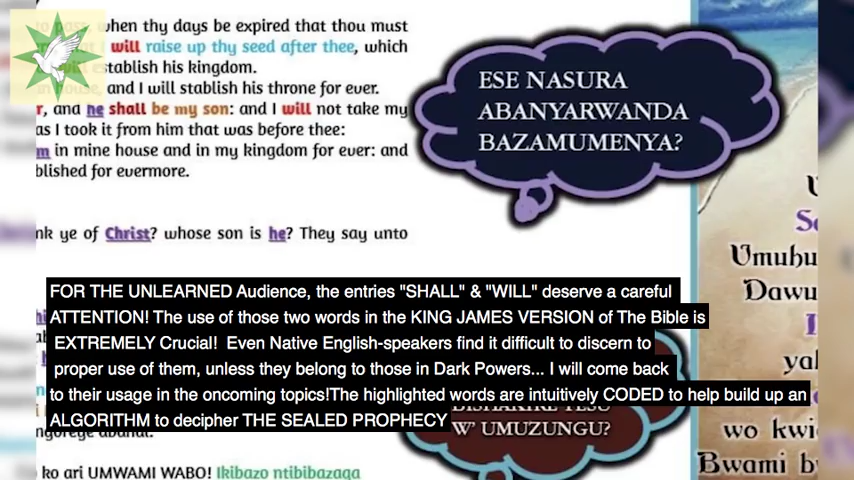 to pass, when thy days be expired that thou must
will raise up thy seed after thee, which
will establish his kingdom.
house, and I will stablish his throne for ever.
r, and he shall be my son: and I will not take my
as I took it from him that was before thee:
m in mine house and in my kingdom for ever: and
blished for evermore.
nk ye of Christ? whose son is he? They say unto
ESE NASURA
ABANYARWANDA
BAZAMUMENYA?
FOR THE UNLEARNED Audience, the entries "SHALL" & "WILL" deserve a careful
ATTENTION! The use of those two words in the KING JAMES VERSION of The Bible is
EXTREMELY Crucial! Even Native English-speakers find it difficult to discern to
proper use of them, unless they belong to those in Dark Powers... I will come back
to their usage in the oncoming topics!The highlighted words are intuitively CODED to help build up an
ALGORITHM to decipher THE SEALED PROPHECY
YESU
W' UMUZUNGU?
ko ari UMWAMI WABO! Ikibazo ntibibazaga
Umuhu
Dawu
ya
wo kwi
Bwami b